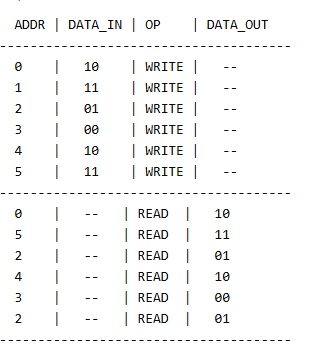 ADDR | DATA_IN | OP | DATA_OUT
-------------------------------------
0 | 10 | WRITE | --
1 | 11 | WRITE | --
2 | 01 | WRITE | --
3 | 00 | WRITE | --
4 | 10 | WRITE | --
5 | 11 | WRITE | --
-------------------------------------
0 | -- | READ | 10
5 | -- | READ | 11
2 | -- | READ | 01
4 | -- | READ | 10
3 | -- | READ | 00
2 | -- | READ | 01
-------------------------------------